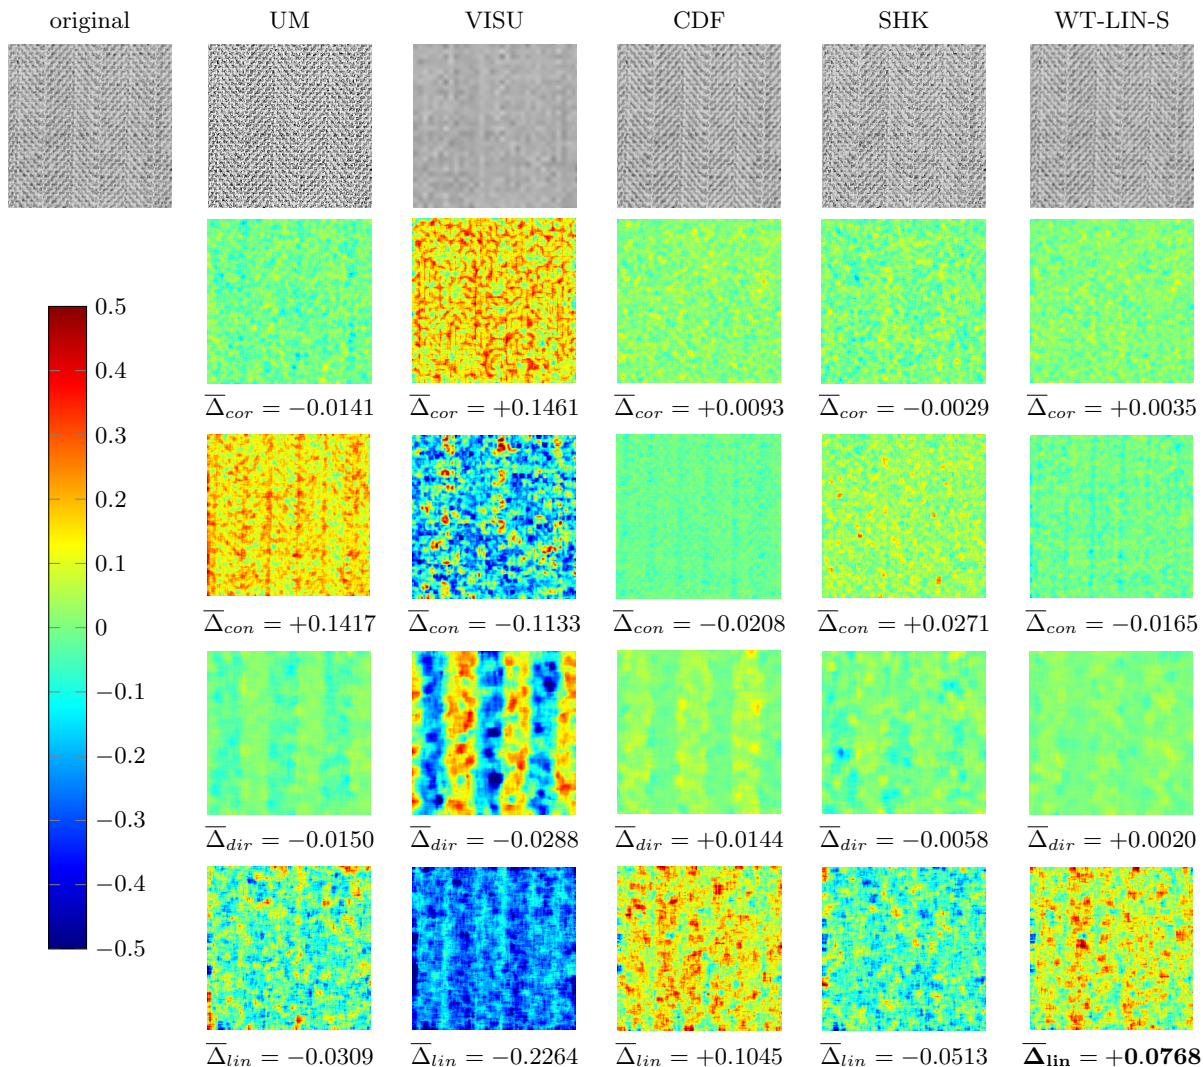 original UM VISU CDF SHK WT-LIN-S
0.5
0.4
0.3
0.2
0.1
0
−0.1
−0.2
−0.3
−0.4
−0.5
Δ̅cor = −0.0141 Δ̅cor = +0.1461 Δ̅cor = +0.0093 Δ̅cor = −0.0029 Δ̅cor = +0.0035
Δ̅con = +0.1417 Δ̅con = −0.1133 Δ̅con = −0.0208 Δ̅con = +0.0271 Δ̅con = −0.0165
Δ̅dir = −0.0150 Δ̅dir = −0.0288 Δ̅dir = +0.0144 Δ̅dir = −0.0058 Δ̅dir = +0.0020
Δ̅lin = −0.0309 Δ̅lin = −0.2264 Δ̅lin = +0.1045 Δ̅lin = −0.0513 Δ̅lin = +0.0768